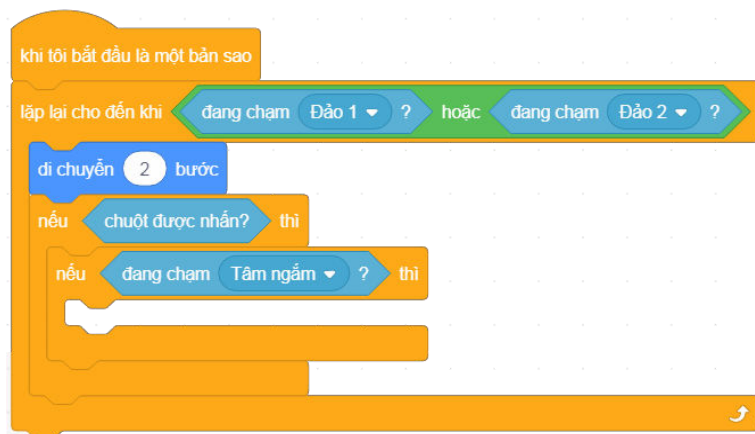 khi tôi bắt đầu là một bản sao
lặp lại cho đến khi đang chạm Đảo 1 ? hoặc đang chạm Đảo 2 ?
di chuyển 2 bước
nếu chuột được nhấn? thì
nếu đang chạm Tâm ngắm ? thì